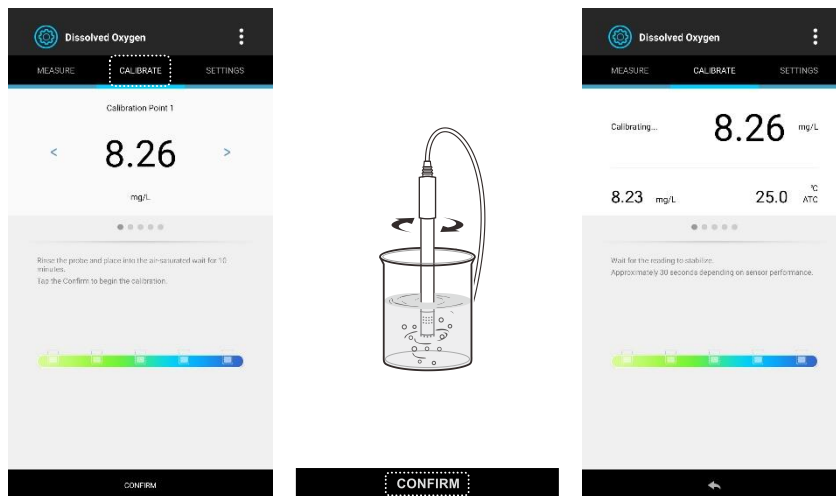 Dissolved Oxygen
MEASURE CALIBRATE SETTINGS
Calibration Point 1
< 8.26 >
mg/L
Rinse the probe and place into the air-saturated wait for 10
minutes.
Tap the Confirm to begin the calibration.
CONFIRM
CONFIRM
Dissolved Oxygen
MEASURE CALIBRATE SETTINGS
Calibrating... 8.26 mg/L
8.23 mg/L 25.0 °C ATC
Wait for the reading to stabilize.
Approximately 30 seconds depending on sensor performance.